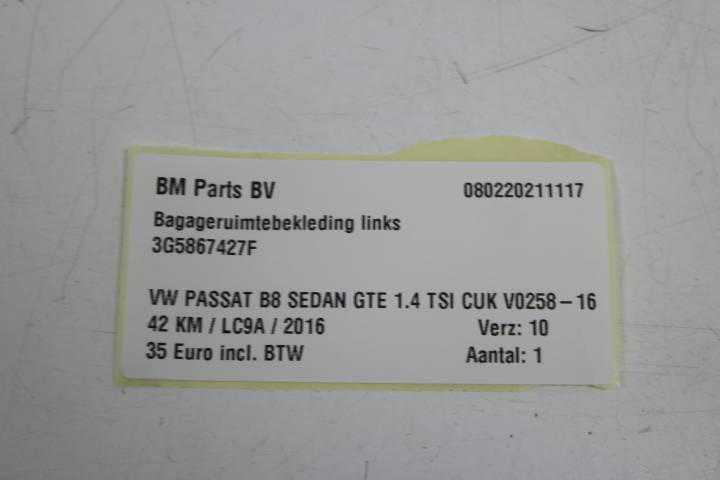 BM Parts BV 080220211117
Bagageruimtebekleding links
3G5867427F
VW PASSAT B8 SEDAN GTE 1.4 TSI CUK V0258-16
42 KM / LC9A / 2016 Verz: 10
35 Euro incl. BTW Aantal: 1